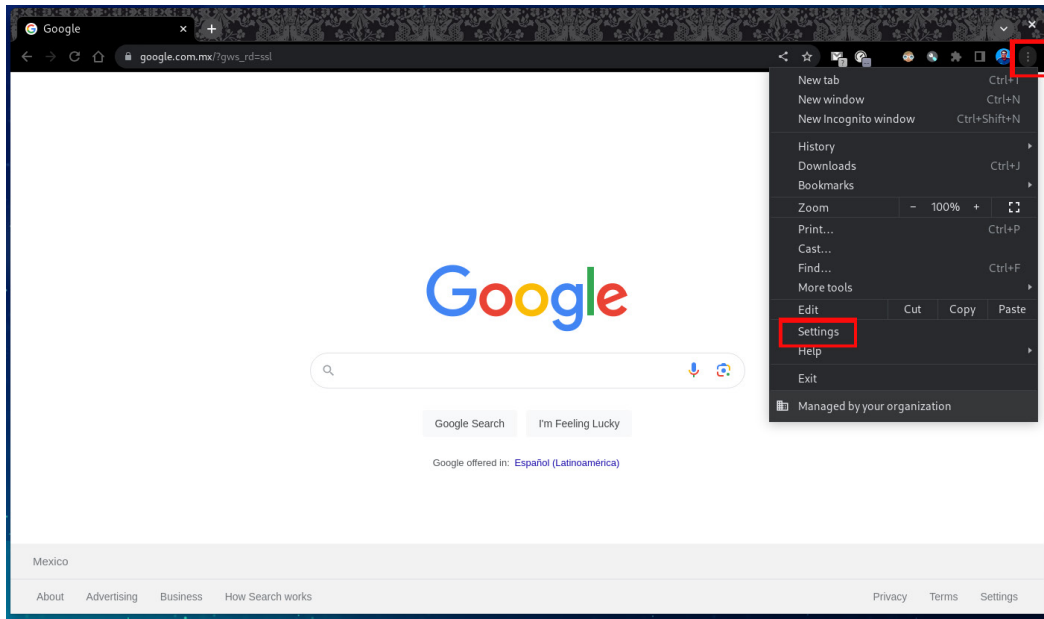 Google
google.com.mx/?gws_rd=ssl
New tab Ctrl+T
New window Ctrl+N
New Incognito window Ctrl+Shift+N
History
Downloads Ctrl+J
Bookmarks
Zoom - 100% +
Print... Ctrl+P
Cast...
Find... Ctrl+F
More tools
Edit Cut Copy Paste
Settings
Help
Exit
Managed by your organization
Google
Google Search I'm Feeling Lucky
Google offered in: Español (Latinoamérica)
Mexico
About Advertising Business How Search works Privacy Terms Settings